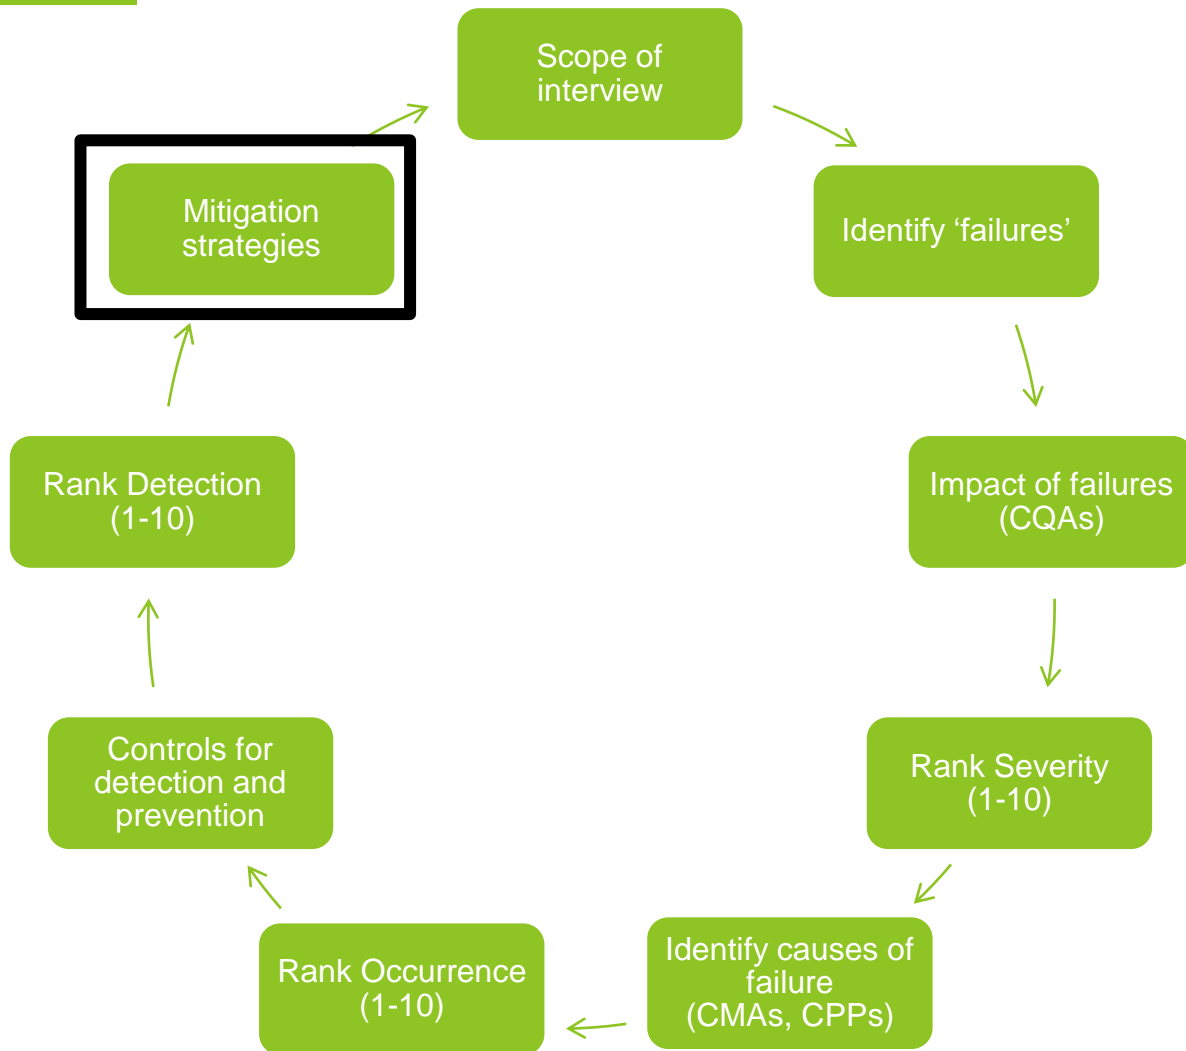 Scope of
interview
Identify ‘failures’
Impact of failures
(CQAs)
Rank Severity
(1-10)
Identify causes of
failure
(CMAs, CPPs)
Rank Occurrence
(1-10)
Controls for
detection and
prevention
Rank Detection
(1-10)
Mitigation
strategies